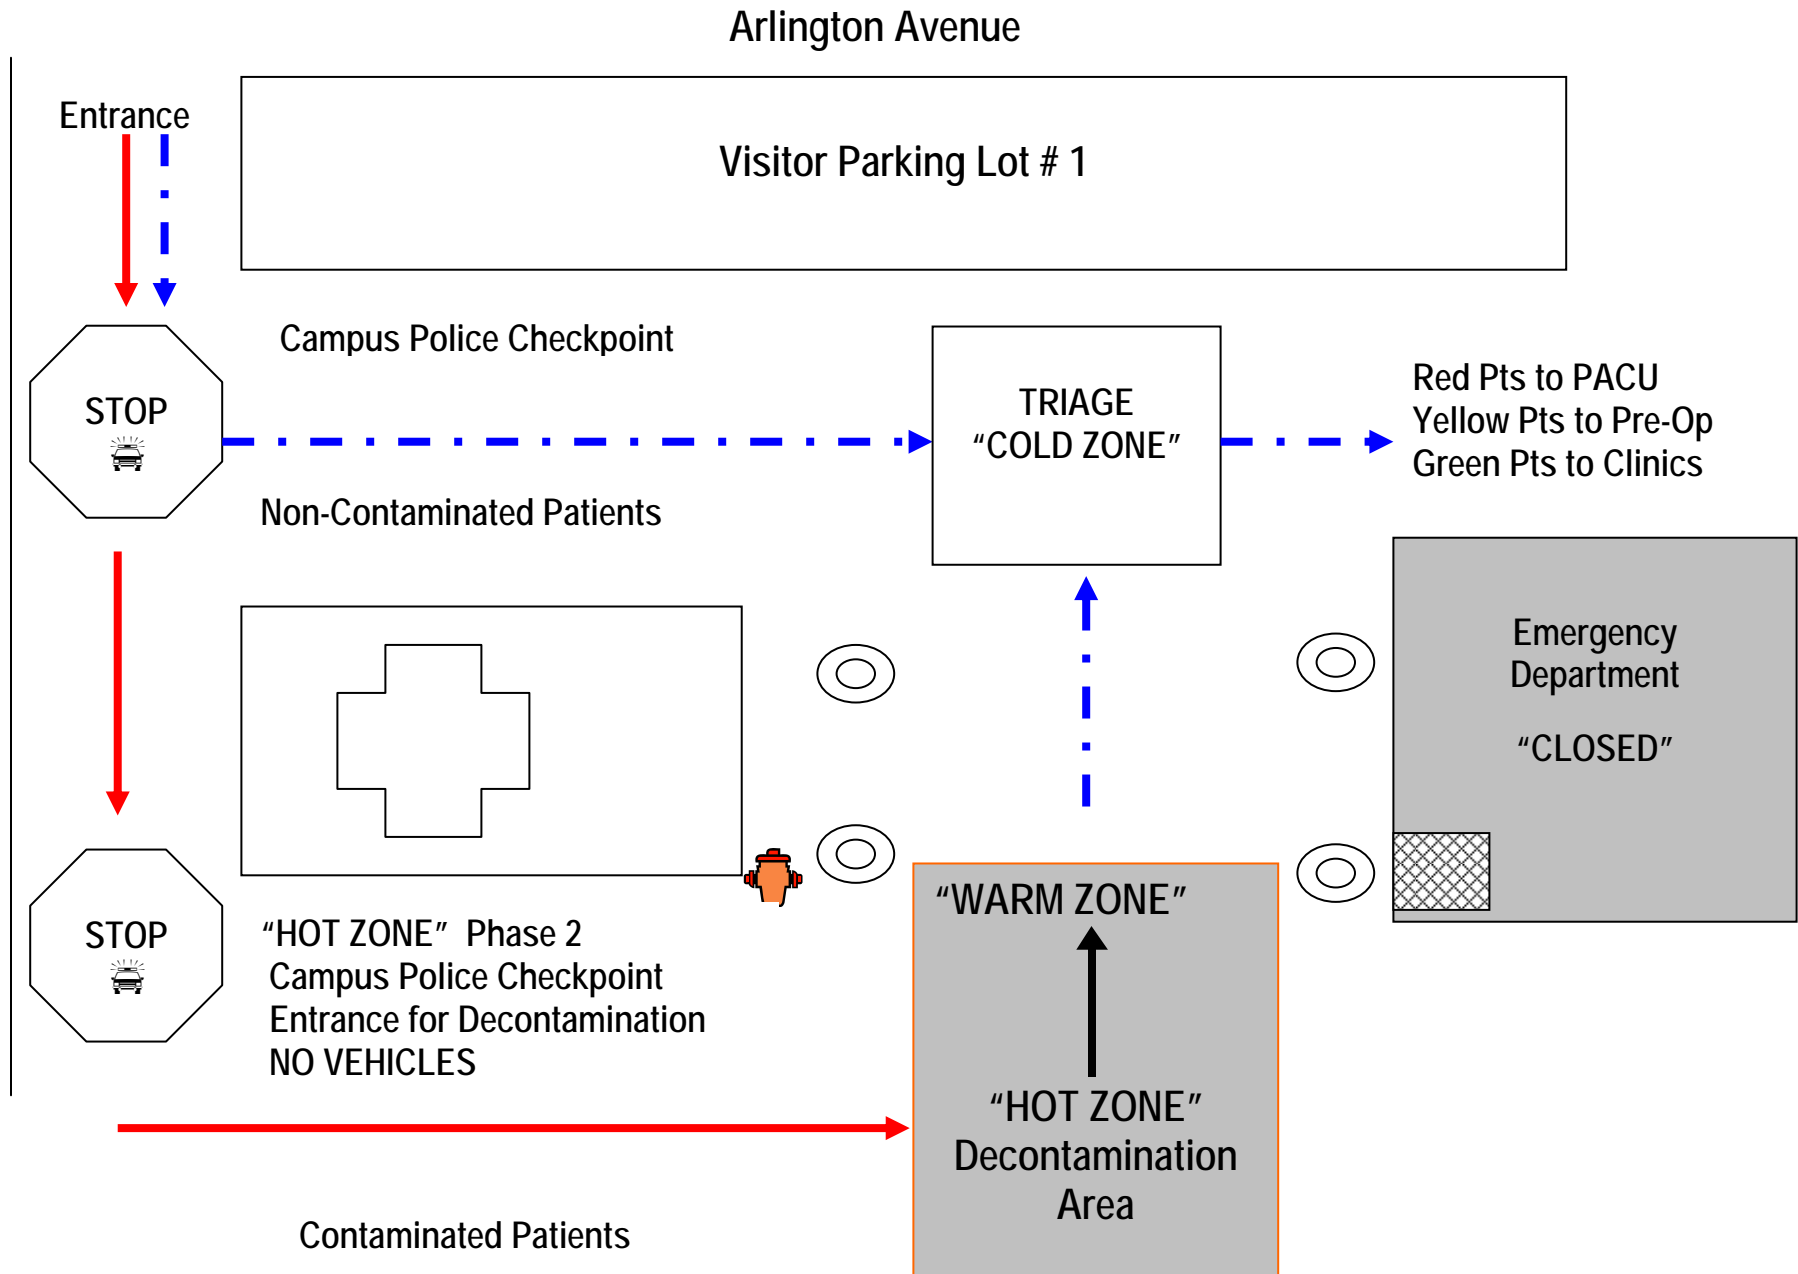 Arlington Avenue
Entrance
Visitor Parking Lot # 1
Campus Police Checkpoint
STOP
TRIAGE
“COLD ZONE”
Red Pts to PACU
Yellow Pts to Pre-Op
Green Pts to Clinics
Non-Contaminated Patients
Emergency
Department
“CLOSED”
“WARM ZONE”
STOP
“HOT ZONE” Phase 2
Campus Police Checkpoint
Entrance for Decontamination
NO VEHICLES
“HOT ZONE”
Decontamination
Area
Contaminated Patients